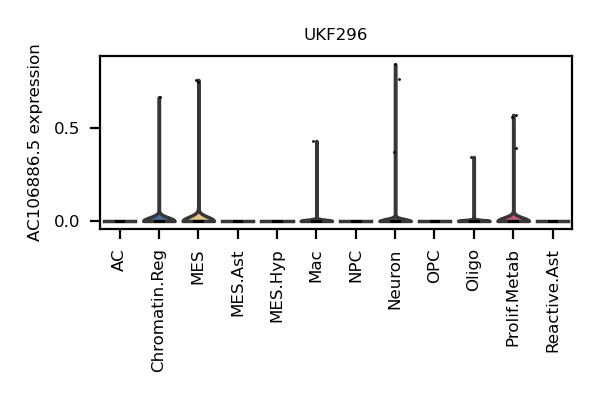 UKF296
AC106886.5 expression
0.5
0.0
AC
Chromatin.Reg
MES
MES.Ast
MES.Hyp
Mac
NPC
Neuron
OPC
Oligo
Prolif.Metab
Reactive.Ast